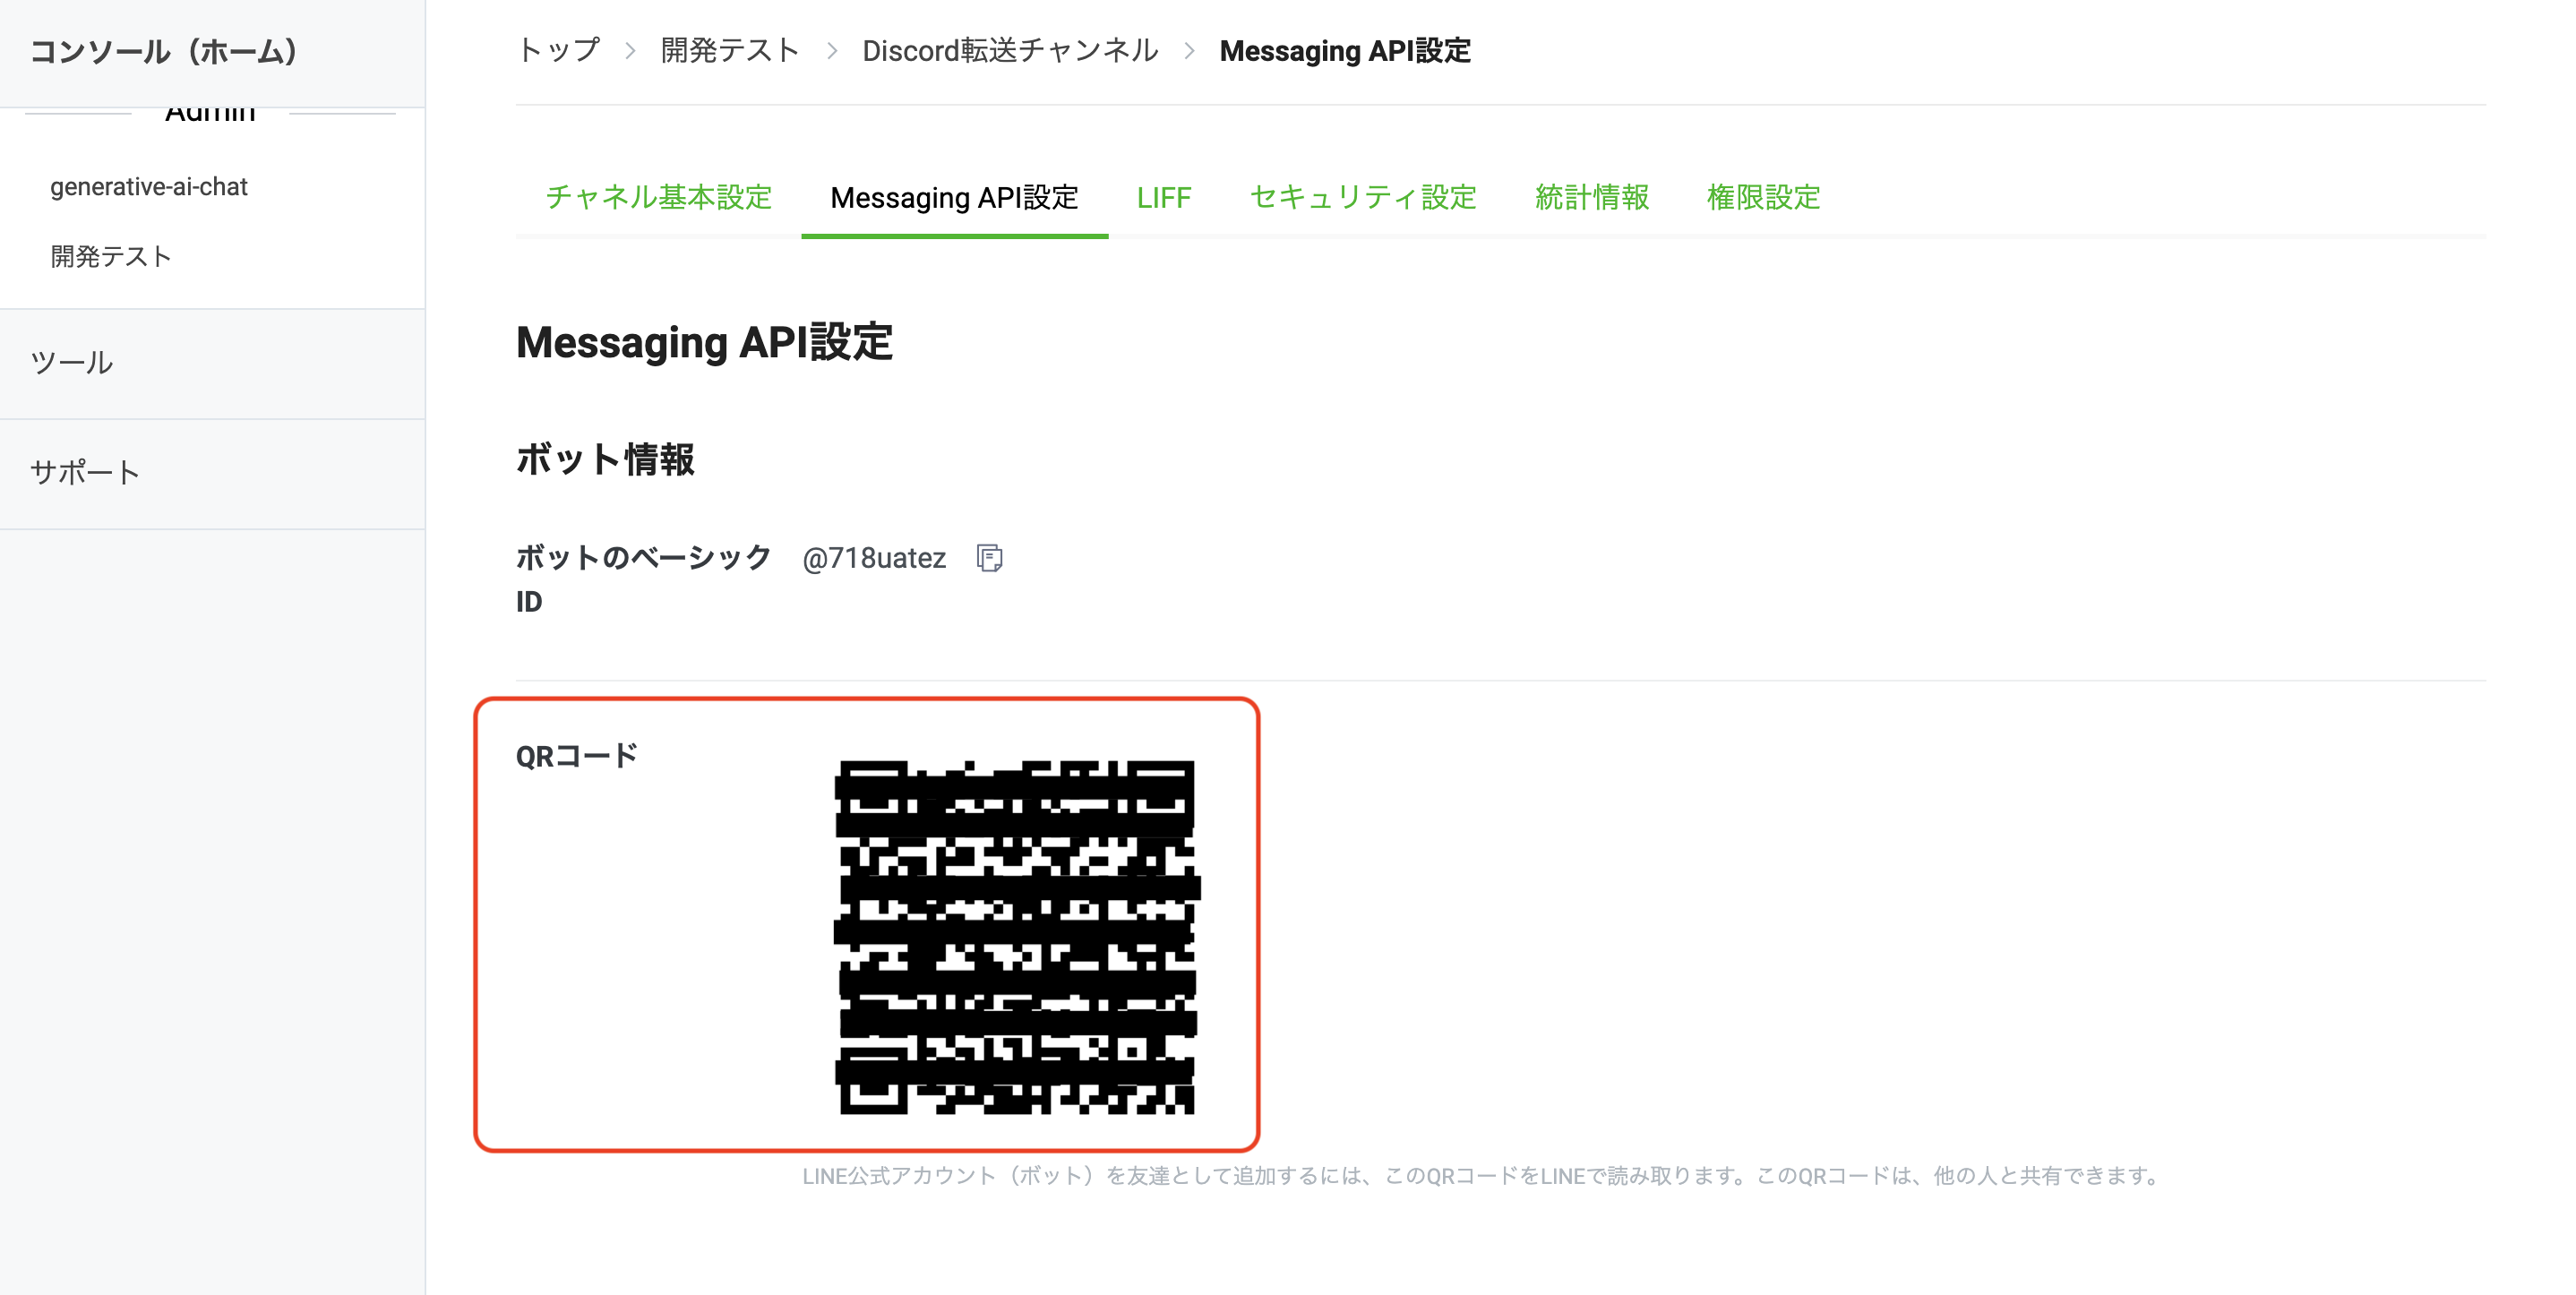 コンソール（ホーム）
Admin
generative-ai-chat
開発テスト
ツール
サポート
トップ > 開発テスト > Discord転送チャンネル > Messaging API設定
チャネル基本設定 Messaging API設定 LIFF セキュリティ設定 統計情報 権限設定
Messaging API設定
ボット情報
ボットのベーシック @718uatez
ID
QRコード
LINE公式アカウント（ボット）を友達として追加するには、このQRコードをLINEで読み取ります。このQRコードは、他の人と共有できます。